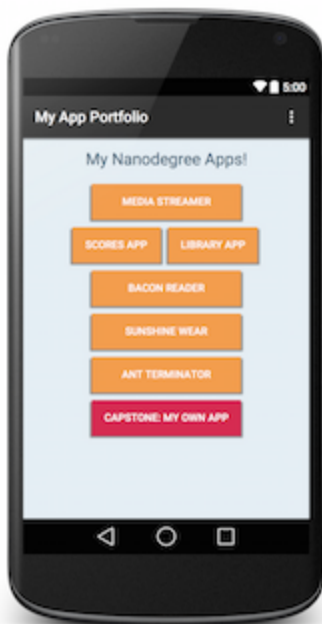 5:00
My App Portfolio
My Nanodegree Apps!
MEDIA STREAMER
SCORES APP LIBRARY APP
BACON READER
SUNSHINE WEAR
ANT TERMINATOR
CAPSTONE: MY OWN APP